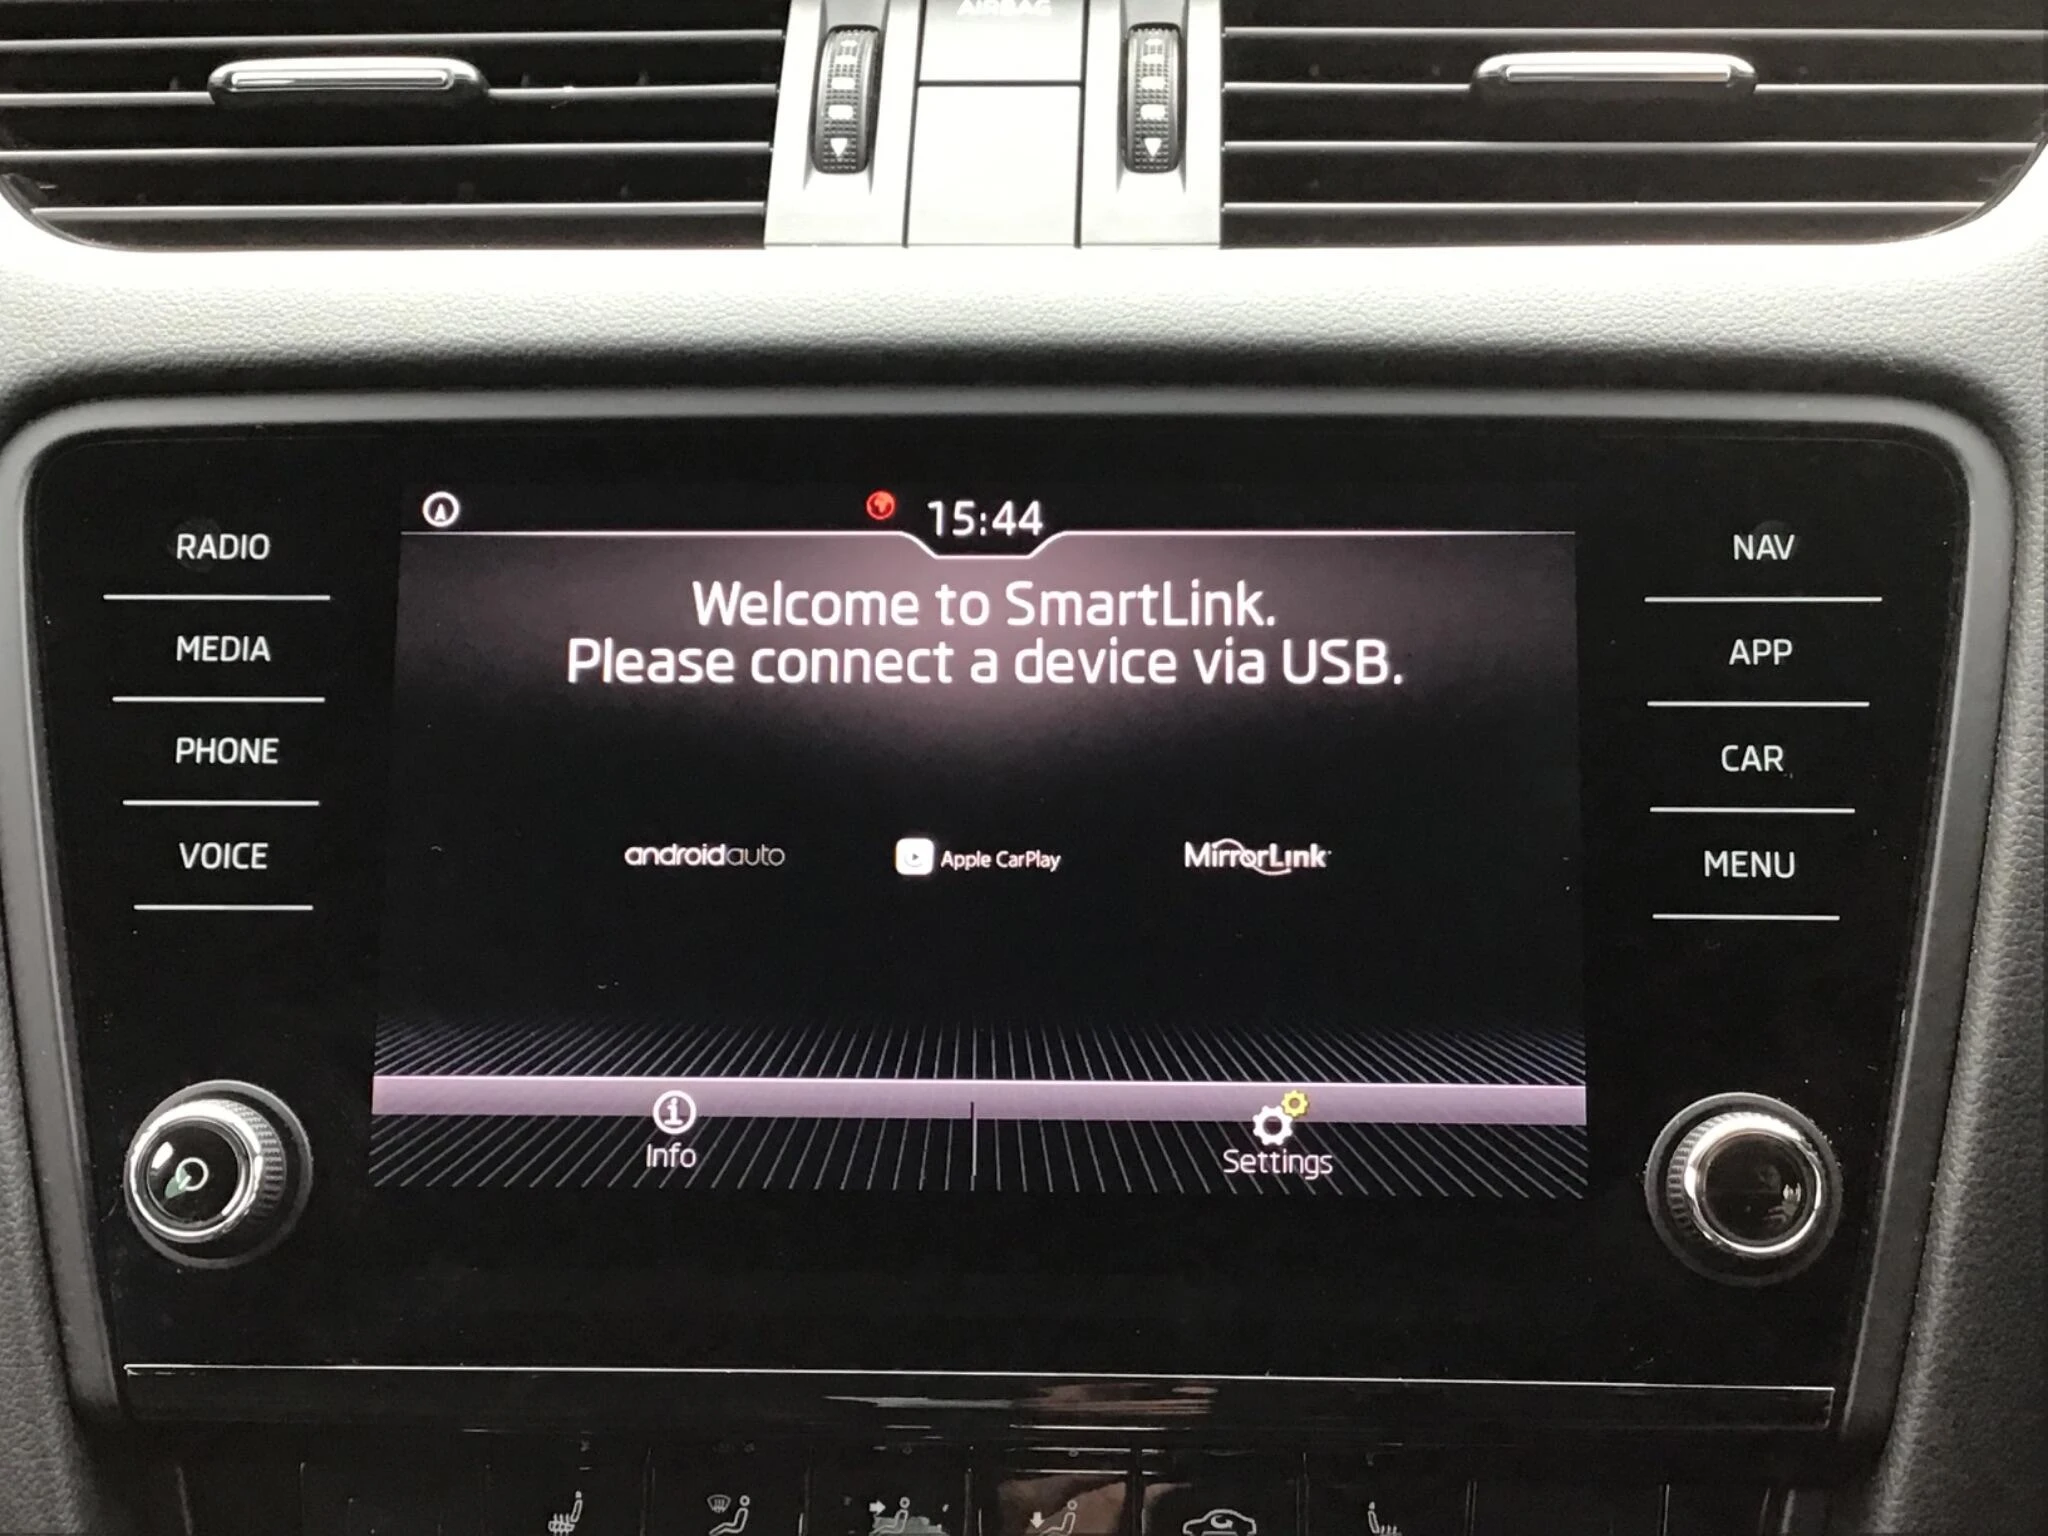 AIRBAG
15:44
RADIO
MEDIA
PHONE
VOICE
Welcome to SmartLink.
Please connect a device via USB.
androidauto
Apple CarPlay
MirrorLink
Info
Settings
NAV
APP
CAR
MENU